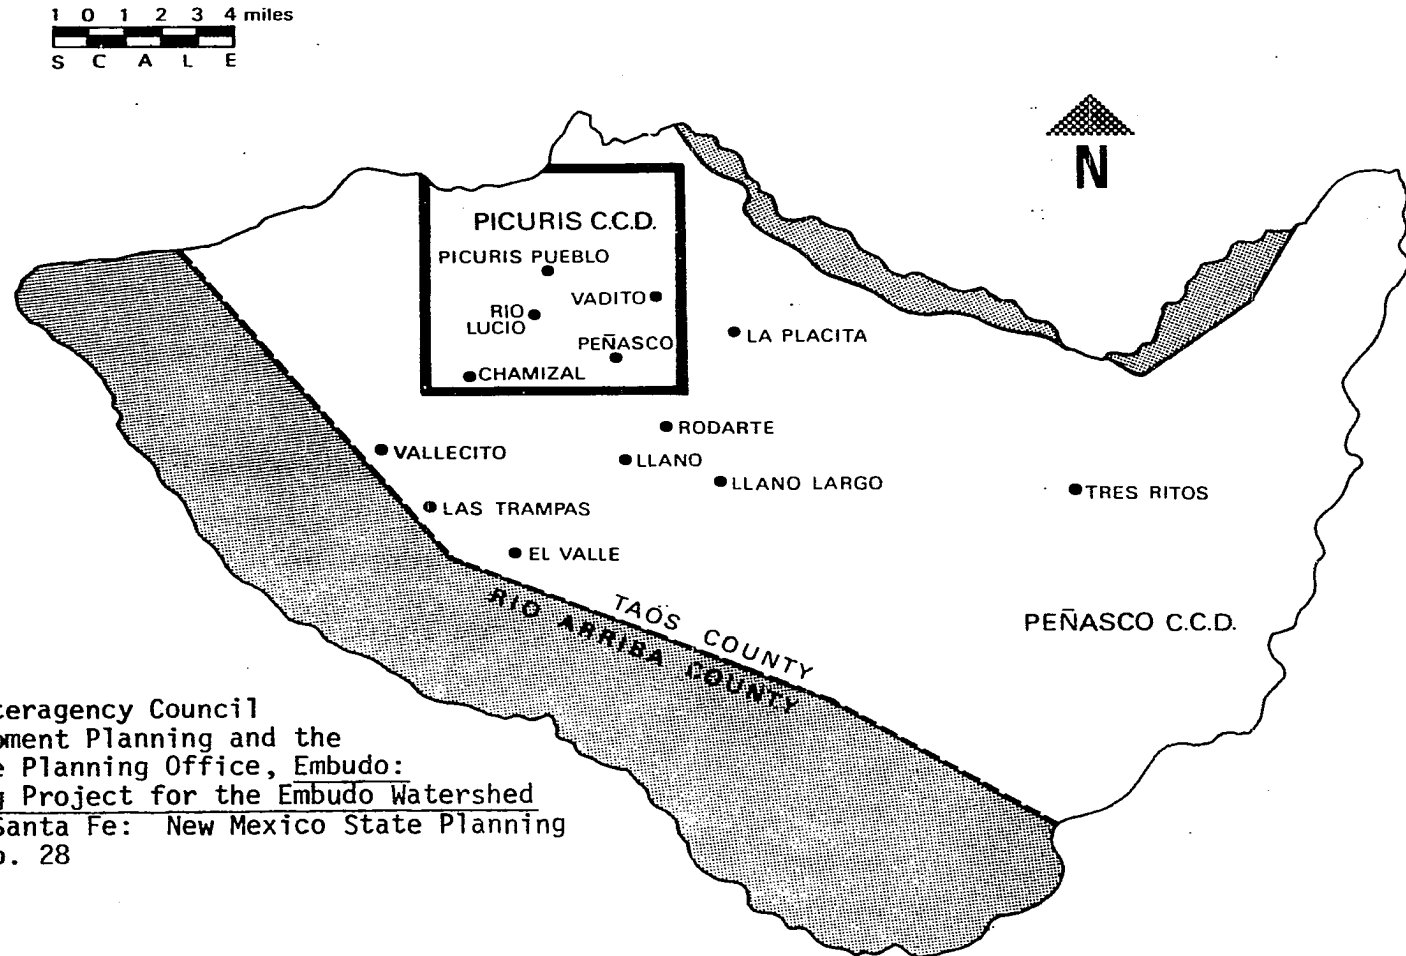 1 0 1 2 3 4 miles
S C A L E
N
PICURIS C.C.D.
PICURIS PUEBLO
VADITO
RIO
LUCIO
PEÑASCO
CHAMIZAL
LA PLACITA
RODARTE
VALLECITO
LLANO
LLANO LARGO
TRES RITOS
LAS TRAMPAS
EL VALLE
TAOS COUNTY
RIO ARRIBA COUNTY
PEÑASCO C.C.D.
teragency Council
pment Planning and the
e Planning Office, Embudo:
g Project for the Embudo Watershed
Santa Fe: New Mexico State Planning
p. 28